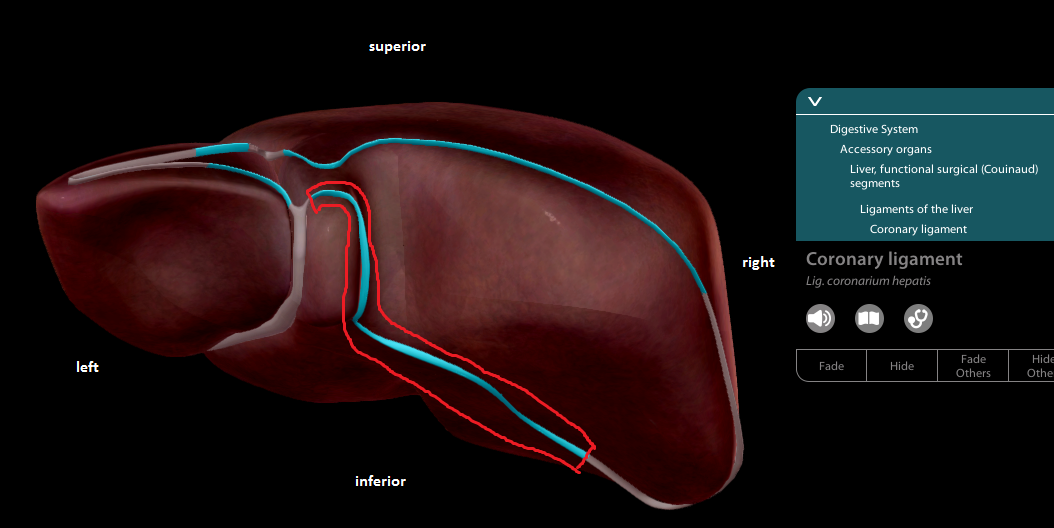 superior
Digestive System
Accessory organs
Liver, functional surgical (Couinaud)
segments
Ligaments of the liver
Coronary ligament
Coronary ligament
Lig. coronarium hepatis
right
left
inferior
Fade
Hide
Fade
Others
Hide
Othe